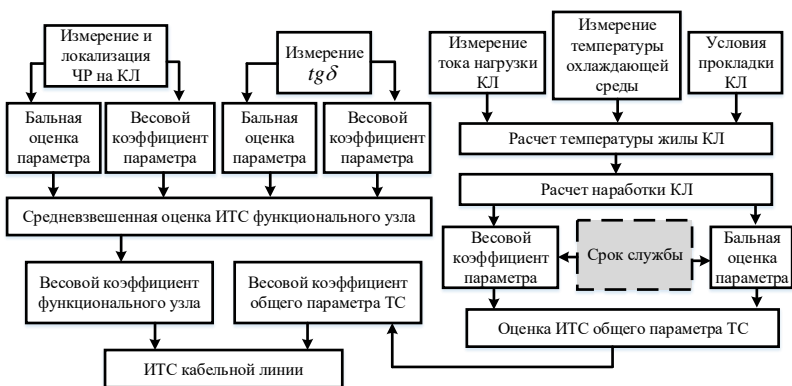 Измерение и
локализация
ЧР на КЛ
Измерение
tgδ
Измерение
тока нагрузки
КЛ
Измерение
температуры
охлаждающей
среды
Условия
прокладки
КЛ
Бальная
оценка
параметра
Весовой
коэффициент
параметра
Бальная
оценка
параметра
Весовой
коэффициент
параметра
Расчет температуры жилы КЛ
Расчет наработки КЛ
Средневзвешенная оценка ИТС функционального узла
Весовой
коэффициент
параметра
Срок службы
Бальная
оценка
параметра
Весовой коэффициент
функционального узла
Весовой коэффициент
общего параметра ТС
Оценка ИТС общего параметра ТС
ИТС кабельной линии